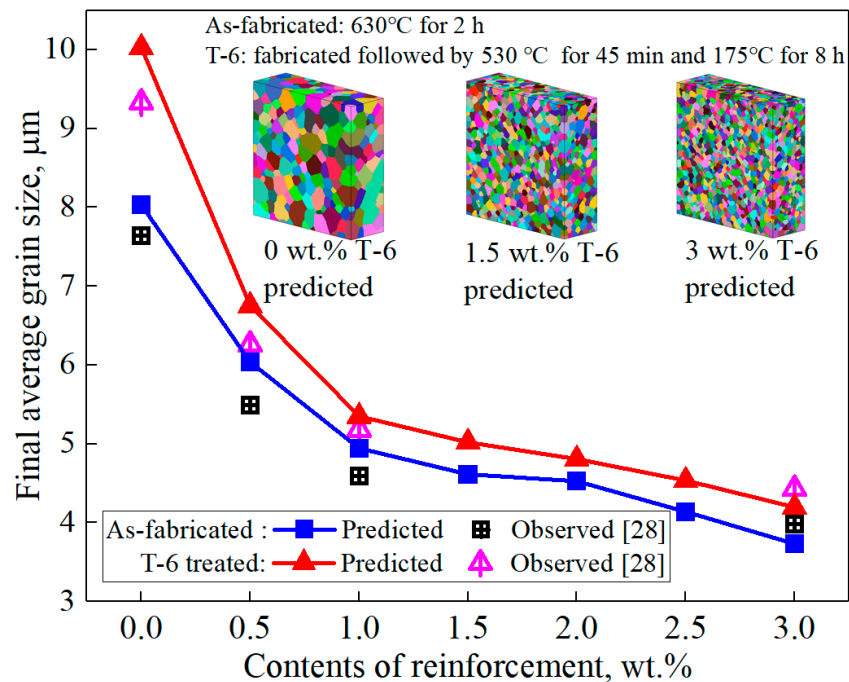 As-fabricated: 630℃ for 2 h
T-6: fabricated followed by 530 ℃ for 45 min and 175℃ for 8 h
10
9
8
7
6
5
4
3
Final average grain size, μm
0 wt.% T-6
predicted
1.5 wt.% T-6
predicted
3 wt.% T-6
predicted
As-fabricated : Predicted Observed [28]
T-6 treated: Predicted Observed [28]
0.0 0.5 1.0 1.5 2.0 2.5 3.0
Contents of reinforcement, wt.%